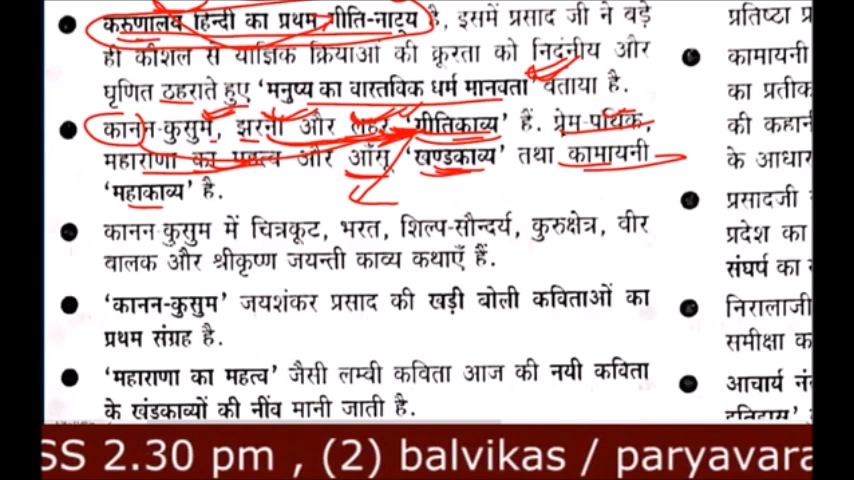 करुणालय हिन्दी का प्रथम गीति-नाट्य है, इसमें प्रसाद जी ने बड़े
ही कौशल से याज्ञिक क्रियाओं की क्रूरता को निदंनीय और
घृणित ठहराते हुए 'मनुष्य का वास्तविक धर्म मानवता' बताया है.
कानन-कुसुम, झरना और लहर 'गीतिकाव्य' हैं. प्रेम-पथिक,
महाराणा का महत्व और आँसू 'खण्डकाव्य' तथा कामायनी
'महाकाव्य' है.
कानन कुसुम में चित्रकूट, भरत, शिल्प-सौन्दर्य, कुरुक्षेत्र, वीर
बालक और श्रीकृष्ण जयन्ती काव्य कथाएँ हैं.
'कानन-कुसुम' जयशंकर प्रसाद की खड़ी बोली कविताओं का
प्रथम संग्रह है.
'महाराणा का महत्व' जैसी लम्बी कविता आज की नयी कविता
के खंडकाव्यों की नींव मानी जाती है.
प्रतिष्ठा प्र
कामायनी
का प्रतीक
की कहानी
के आधार
प्रसादजी
प्रदेश का
संघर्ष का
निरालाजी
समीक्षा क
आचार्य नं
इतिहास'
SS 2.30 pm , (2) balvikas / paryavara